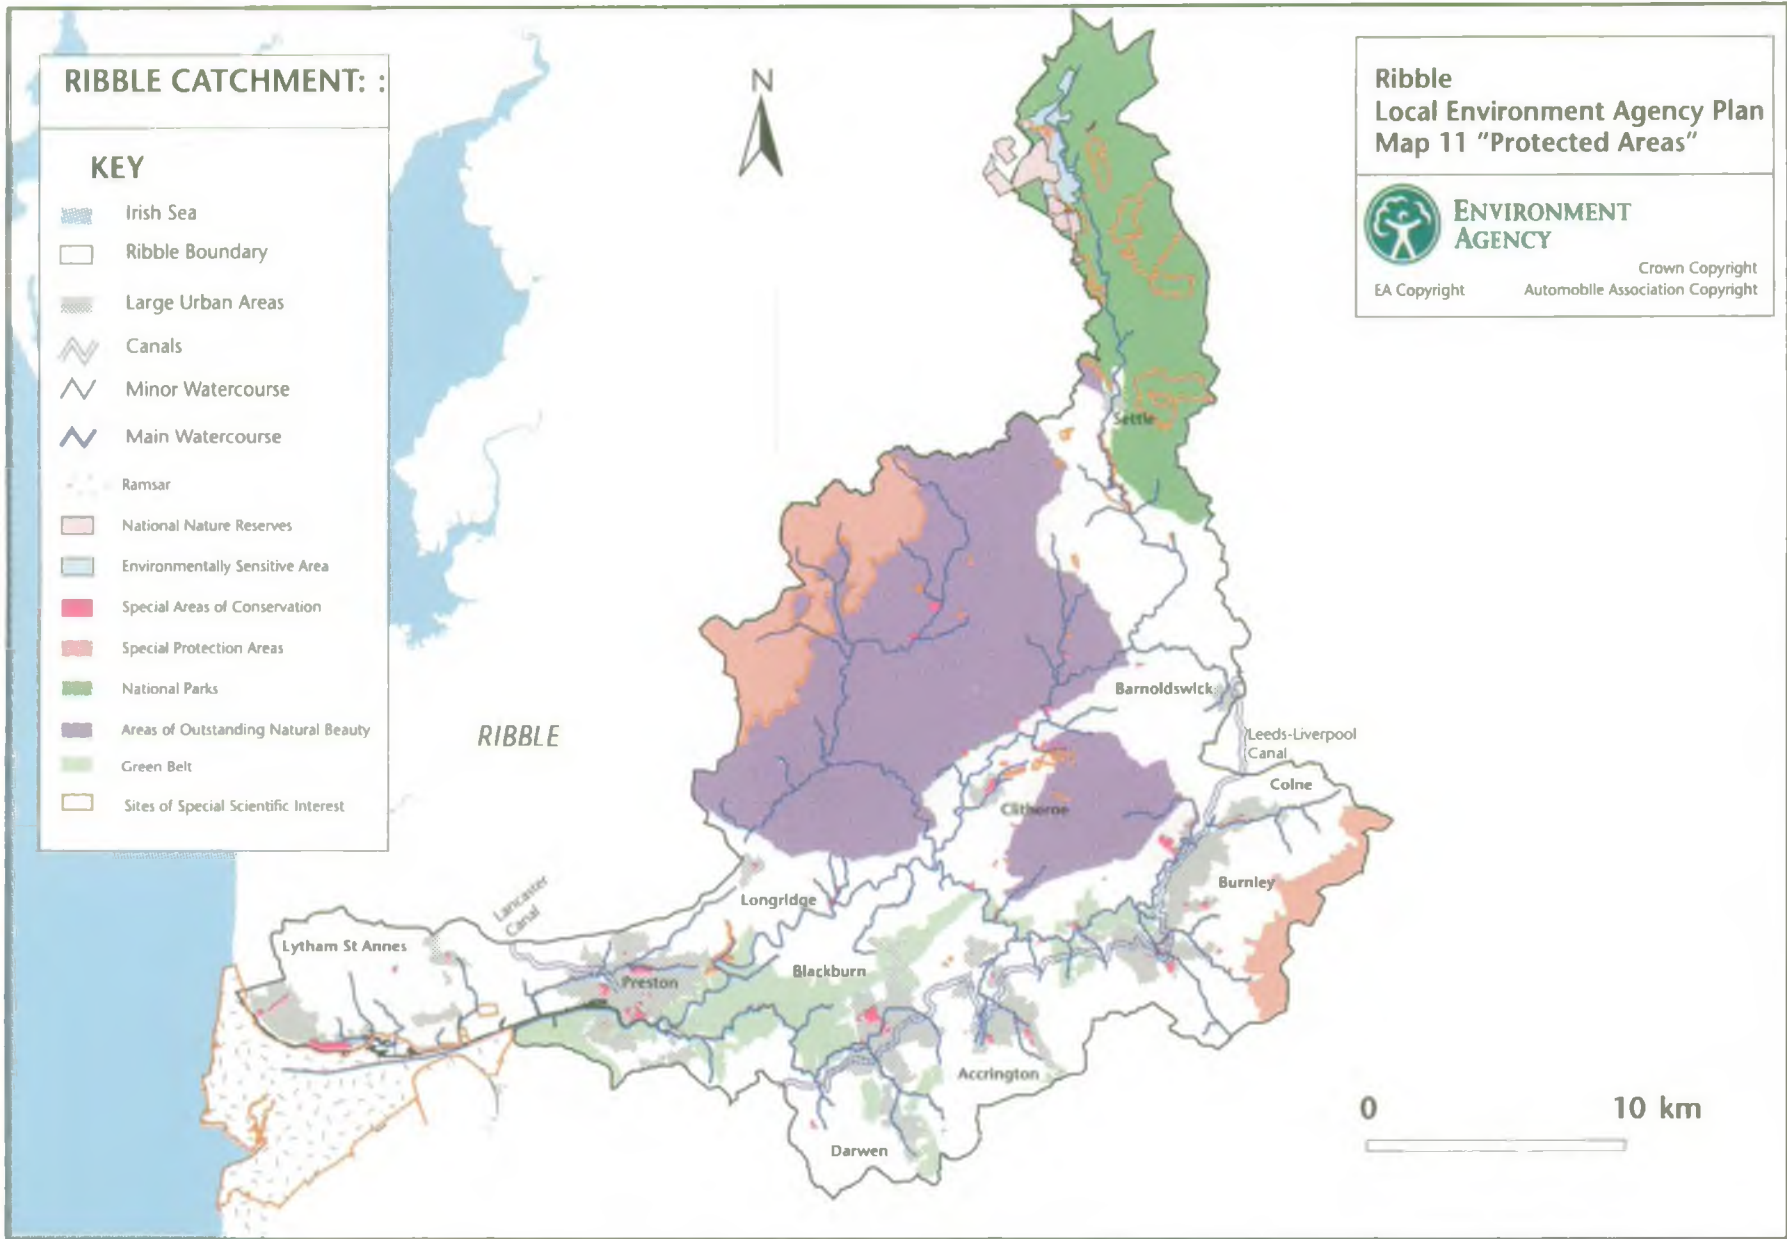 RIBBLE CATCHMENT: :
KEY
Irish Sea
Ribble Boundary
Large Urban Areas
Canals
Minor Watercourse
Main Watercourse
Ramsar
National Nature Reserves
Environmentally Sensitive Area
Special Areas of Conservation
Special Protection Areas
National Parks
Areas of Outstanding Natural Beauty
Green Belt
Sites of Special Scientific Interest
N
Ribble
Local Environment Agency Plan
Map 11 "Protected Areas"
ENVIRONMENT
AGENCY
Crown Copyright
EA Copyright Automobile Association Copyright
Settle
RIBBLE
Barnoldswick
Leeds-Liverpool
Canal
Colne
Clitheroe
Burnley
Longridge
Lancaster
Canal
Lytham St Annes
Blackburn
Preston
Accrington
Darwen
0 10 km